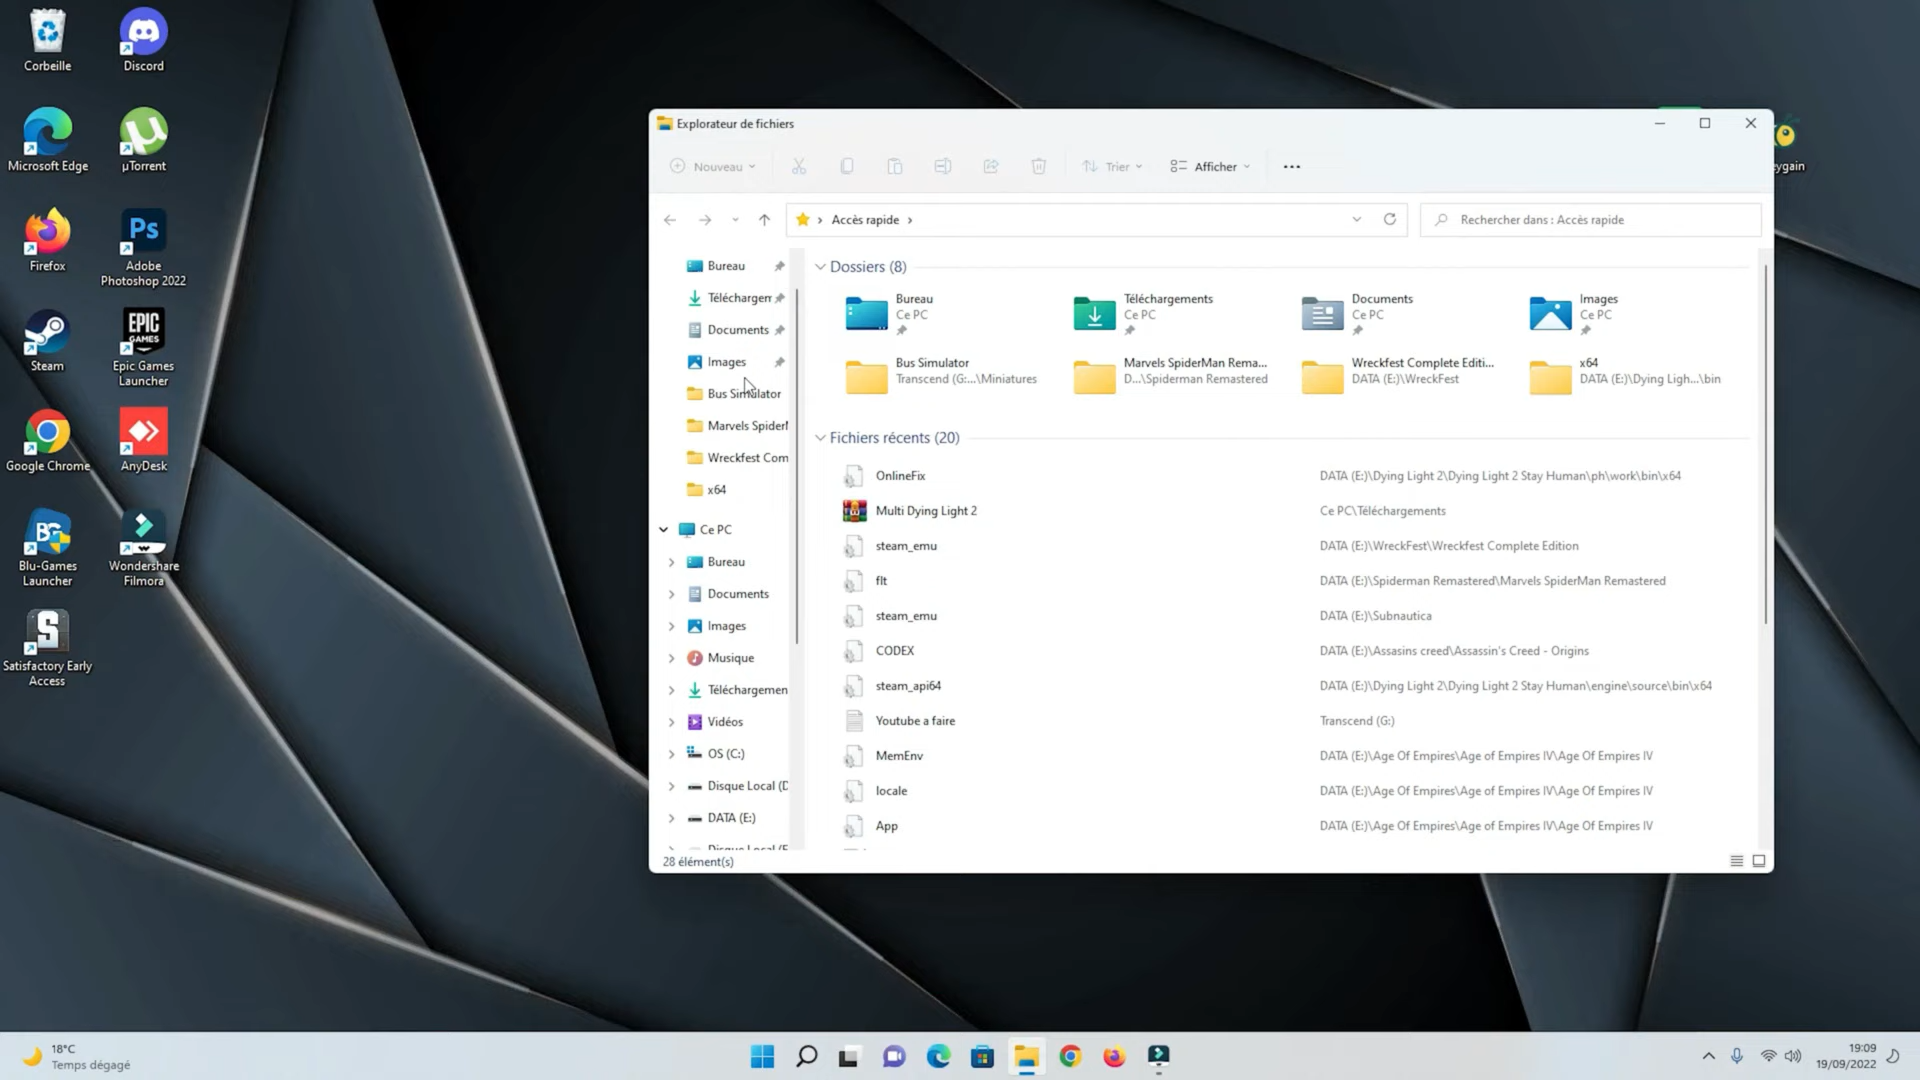 Corbeille
Discord
Microsoft Edge
µTorrent
Firefox
Ps
Adobe
Photoshop 2022
Steam
EPIC
GAMES
Epic Games
Launcher
Google Chrome
AnyDesk
BG
Blu-Games
Launcher
Wondershare
Filmora
S
Satisfactory Early
Access
Explorateur de fichiers
Nouveau
Trier
Afficher
Accès rapide
Rechercher dans : Accès rapide
Bureau
Téléchargem
Documents
Images
Bus Simulator
Marvels SpiderM
Wreckfest Com
x64
Ce PC
Bureau
Documents
Images
Musique
Téléchargemen
Vidéos
OS (C:)
Disque Local (D
DATA (E:)
28 élément(s)
Dossiers (8)
Bureau
Ce PC
Téléchargements
Ce PC
Documents
Ce PC
Images
Ce PC
Bus Simulator
Transcend (G:...\Miniatures
Marvels SpiderMan Rema...
D...\Spiderman Remastered
Wreckfest Complete Editi...
DATA (E:)\WreckFest
x64
DATA (E:)\Dying Ligh...\bin
Fichiers récents (20)
OnlineFix DATA (E:)\Dying Light 2\Dying Light 2 Stay Human\ph\work\bin\x64
Multi Dying Light 2 Ce PC\Téléchargements
steam_emu DATA (E:)\WreckFest\Wreckfest Complete Edition
flt DATA (E:)\Spiderman Remastered\Marvels SpiderMan Remastered
steam_emu DATA (E:)\Subnautica
CODEX DATA (E:)\Assasins creed\Assassin's Creed - Origins
steam_api64 DATA (E:)\Dying Light 2\Dying Light 2 Stay Human\engine\source\bin\x64
Youtube a faire Transcend (G:)
MemEnv DATA (E:)\Age Of Empires\Age of Empires IV\Age Of Empires IV
locale DATA (E:)\Age Of Empires\Age of Empires IV\Age Of Empires IV
App DATA (E:)\Age Of Empires\Age of Empires IV\Age Of Empires IV
ygain
18°C
Temps dégagé
19:09
19/09/2022